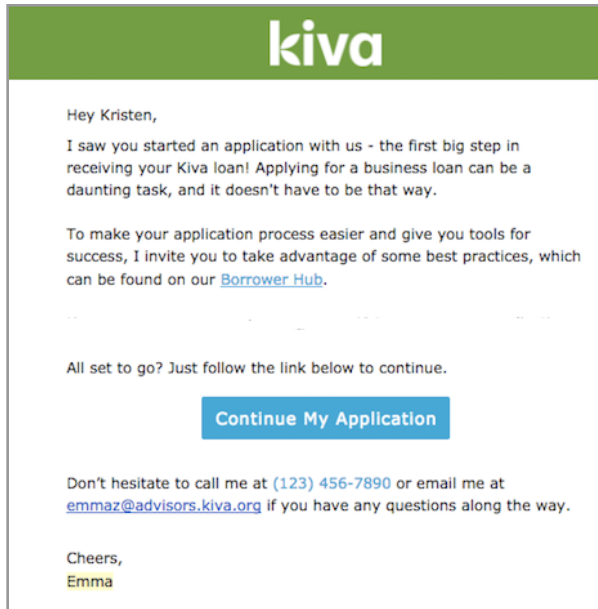 kiva
Hey Kristen,
I saw you started an application with us - the first big step in
receiving your Kiva loan! Applying for a business loan can be a
daunting task, and it doesn't have to be that way.
To make your application process easier and give you tools for
success, I invite you to take advantage of some best practices, which
can be found on our Borrower Hub.
All set to go? Just follow the link below to continue.
Continue My Application
Don't hesitate to call me at (123) 456-7890 or email me at
emmaz@advisors.kiva.org if you have any questions along the way.
Cheers,
Emma